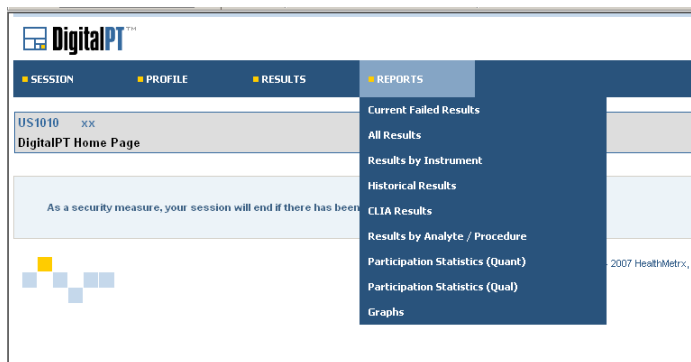 DigitalPT™
SESSION PROFILE RESULTS REPORTS
US1010 xx
DigitalPT Home Page
Current Failed Results
All Results
Results by Instrument
Historical Results
CLIA Results
Results by Analyte / Procedure
Participation Statistics (Quant)
Participation Statistics (Qual)
Graphs
As a security measure, your session will end if there has been
2007 HealthMetrx,